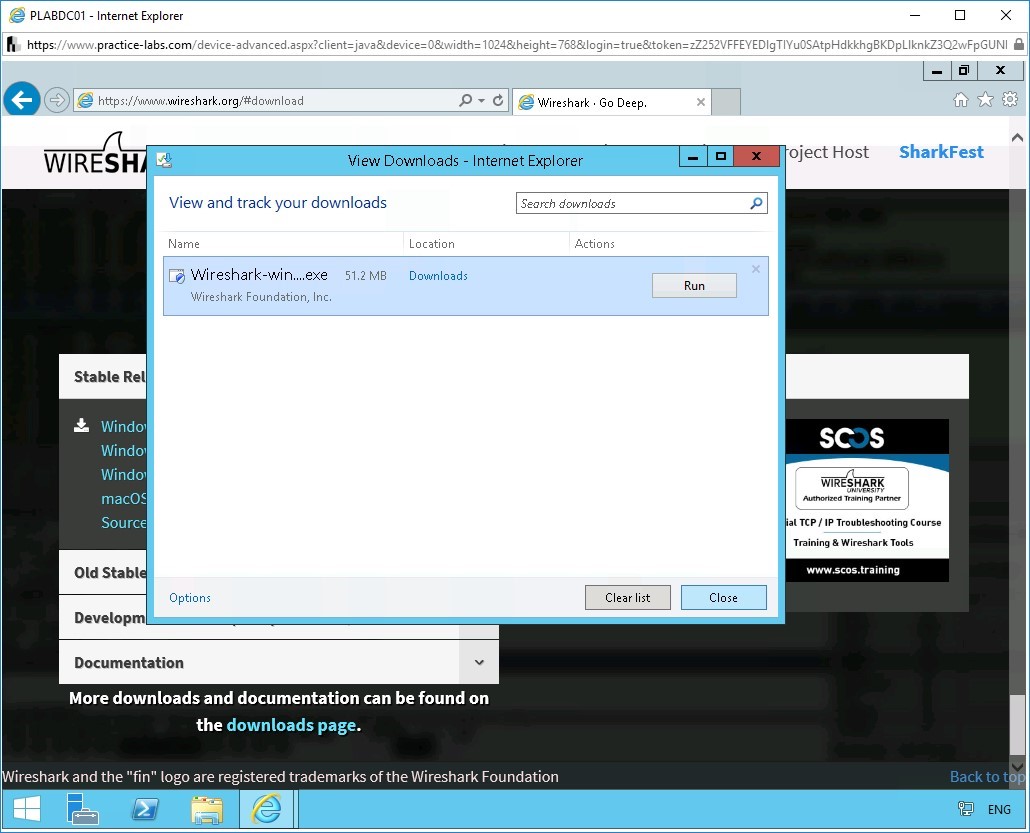 PLABDC01 - Internet Explorer
https://www.practice-labs.com/device-advanced.aspx?client=java&device=0&width=1024&height=768&login=true&token=zZ252VFFEYEDIgTIYu0SAtpHdkkhgBKDpLIknkZ3Q2wFpGUNI
https://www.wireshark.org/#download
Wireshark · Go Deep.
WIRESHA
roject Host
SharkFest
View Downloads - Internet Explorer
View and track your downloads
Search downloads
Name
Location
Actions
Wireshark-win....exe
51.2 MB
Downloads
Run
Wireshark Foundation, Inc.
Stable Rel
Windo
Windo
Windo
macOS
Source
SCOS
WIRESHARK
UNIVERSITY
Authorized Training Partner
ial TCP / IP Troubleshooting Course
Training & Wireshark Tools
www.scos.training
Old Stable
Options
Clear list
Close
Developm
Documentation
More downloads and documentation can be found on
the downloads page.
Wireshark and the "fin" logo are registered trademarks of the Wireshark Foundation
Back to top
ENG